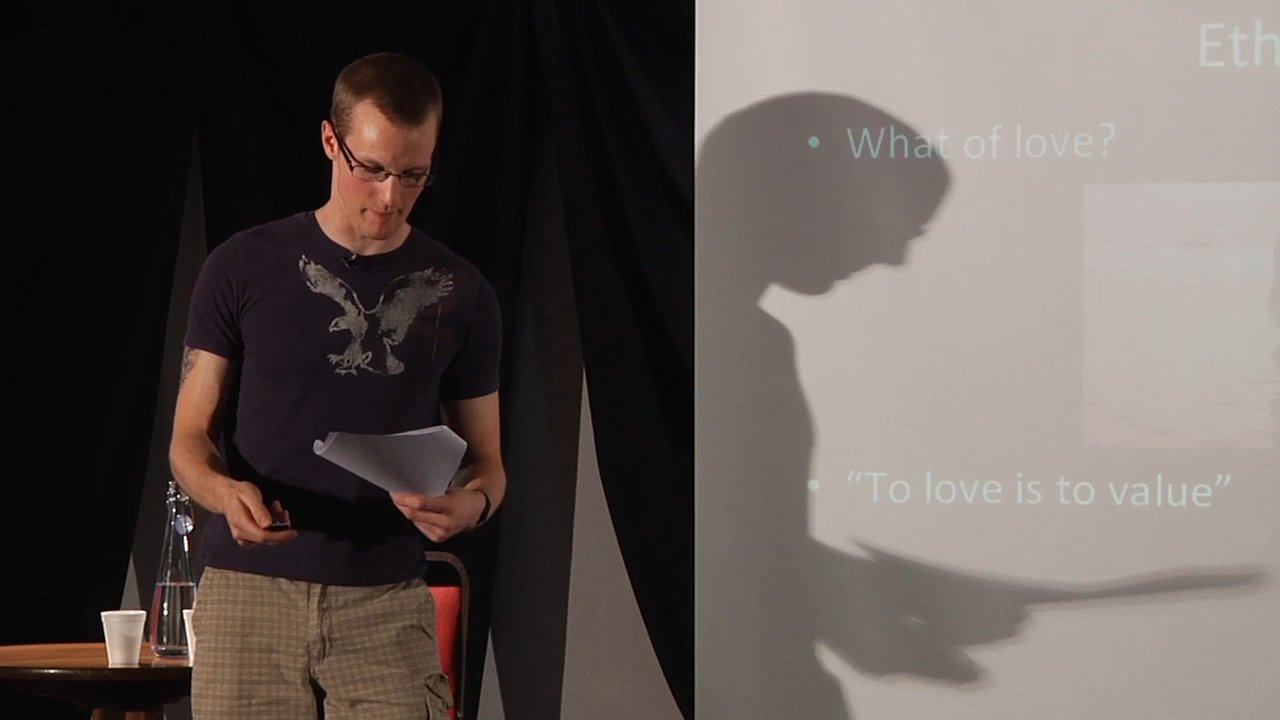 Eth
• What of love?
• “To love is to value”